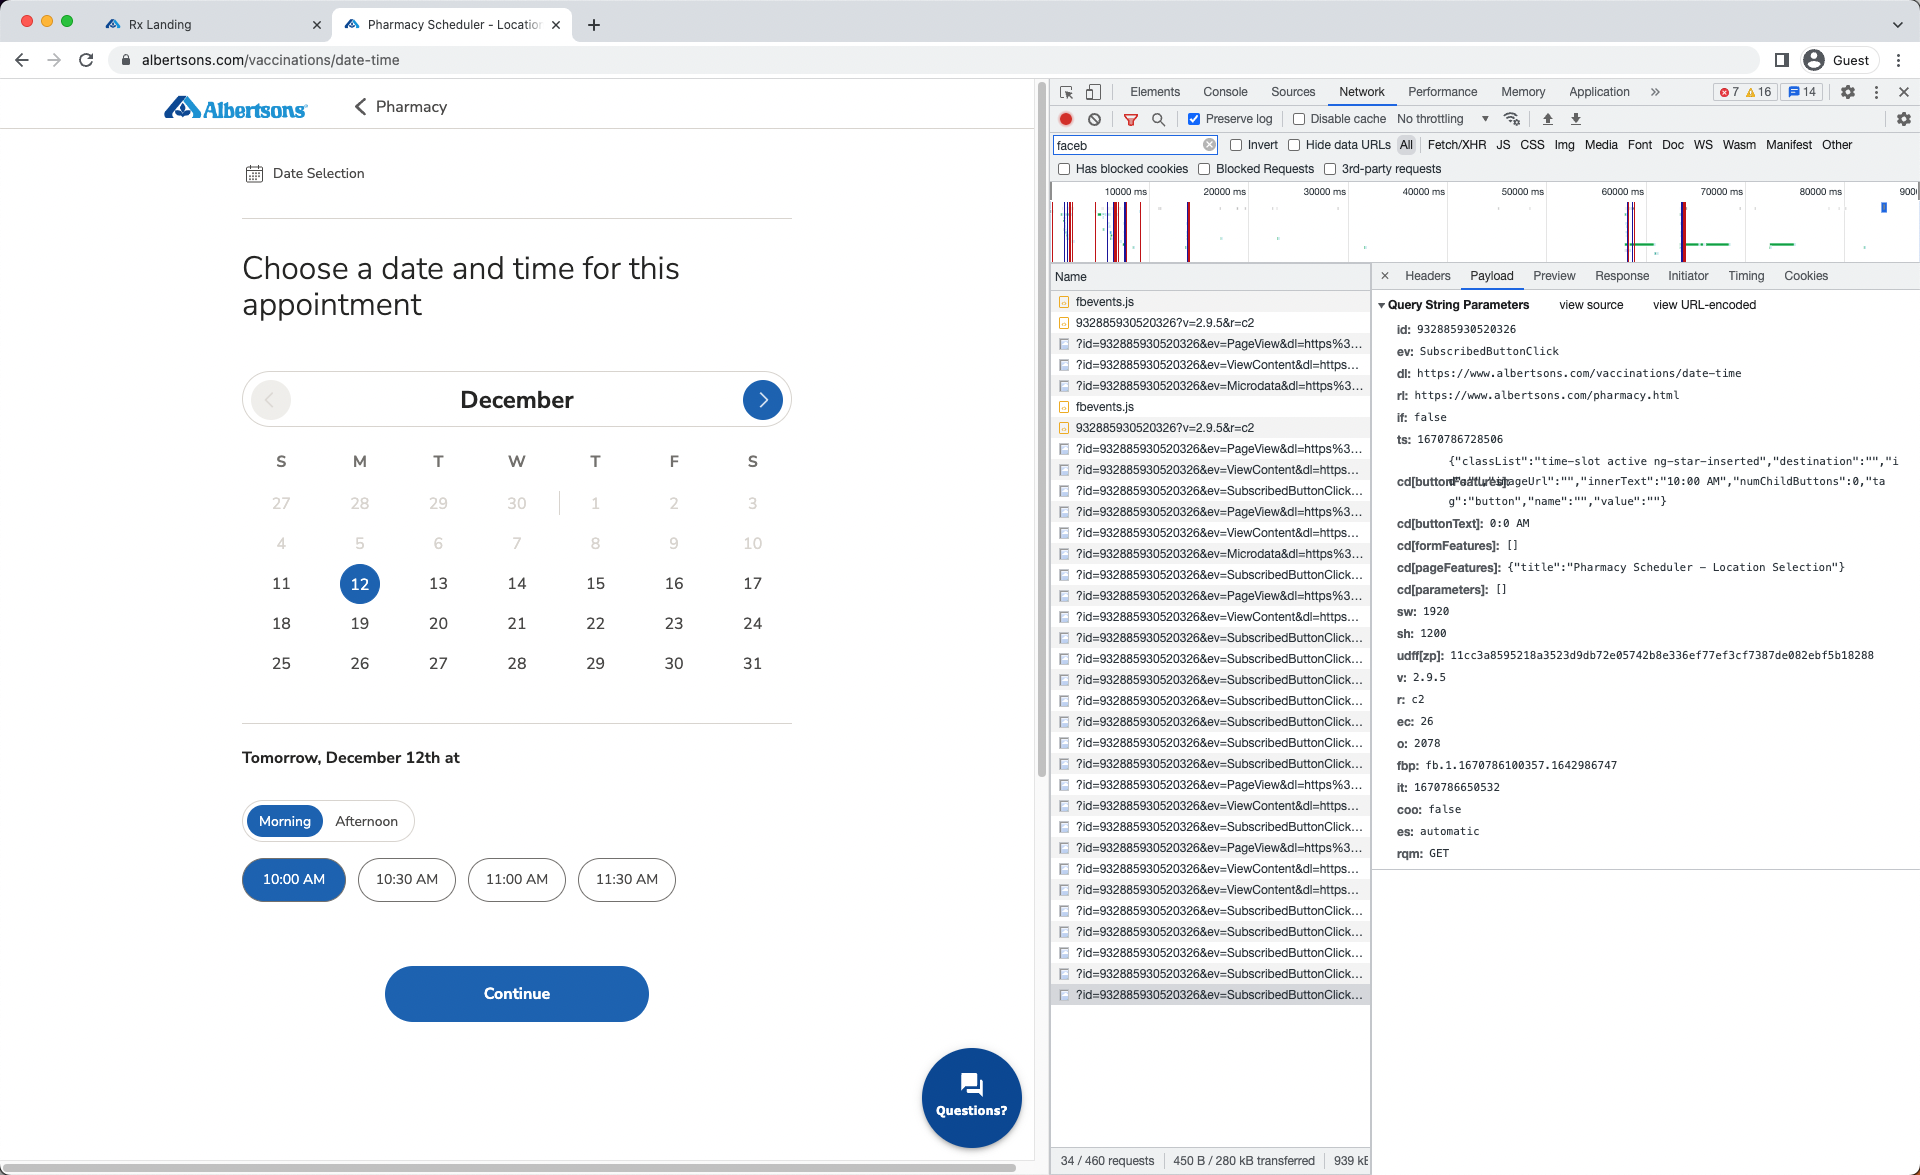 Rx Landing
Pharmacy Scheduler - Location
albertsons.com/vaccinations/date-time
Guest
Albertsons
Pharmacy
Date Selection
Choose a date and time for this
appointment
December
S M T W T F S
27 28 29 30 1 2 3
4 5 6 7 8 9 10
11 12 13 14 15 16 17
18 19 20 21 22 23 24
25 26 27 28 29 30 31
Tomorrow, December 12th at
Morning Afternoon
10:00 AM 10:30 AM 11:00 AM 11:30 AM
Continue
Questions?
Elements Console Sources Network Performance Memory Application » 7 16 14
Preserve log Disable cache No throttling
faceb Invert Hide data URLs All Fetch/XHR JS CSS Img Media Font Doc WS Wasm Manifest Other
Has blocked cookies Blocked Requests 3rd-party requests
10000 ms 20000 ms 30000 ms 40000 ms 50000 ms 60000 ms 70000 ms 80000 ms
Name
fbevents.js
932885930520326?v=2.9.5&r=c2
?id=932885930520326&ev=PageView&dl=https%3...
?id=932885930520326&ev=ViewContent&dl=https...
?id=932885930520326&ev=Microdata&dl=https%3...
fbevents.js
932885930520326?v=2.9.5&r=c2
?id=932885930520326&ev=PageView&dl=https%3...
?id=932885930520326&ev=ViewContent&dl=https...
?id=932885930520326&ev=SubscribedButtonClick...
?id=932885930520326&ev=PageView&dl=https%3...
?id=932885930520326&ev=ViewContent&dl=https...
?id=932885930520326&ev=Microdata&dl=https%3...
?id=932885930520326&ev=SubscribedButtonClick...
?id=932885930520326&ev=PageView&dl=https%3...
?id=932885930520326&ev=ViewContent&dl=https...
?id=932885930520326&ev=SubscribedButtonClick...
?id=932885930520326&ev=SubscribedButtonClick...
?id=932885930520326&ev=SubscribedButtonClick...
?id=932885930520326&ev=SubscribedButtonClick...
?id=932885930520326&ev=SubscribedButtonClick...
?id=932885930520326&ev=SubscribedButtonClick...
?id=932885930520326&ev=SubscribedButtonClick...
?id=932885930520326&ev=PageView&dl=https%3...
?id=932885930520326&ev=ViewContent&dl=https...
?id=932885930520326&ev=SubscribedButtonClick...
?id=932885930520326&ev=PageView&dl=https%3...
?id=932885930520326&ev=ViewContent&dl=https...
?id=932885930520326&ev=ViewContent&dl=https...
?id=932885930520326&ev=SubscribedButtonClick...
?id=932885930520326&ev=SubscribedButtonClick...
?id=932885930520326&ev=SubscribedButtonClick...
?id=932885930520326&ev=SubscribedButtonClick...
?id=932885930520326&ev=SubscribedButtonClick...
34 / 460 requests 450 B / 280 kB transferred 939 kB
Headers Payload Preview Response Initiator Timing Cookies
Query String Parameters view source view URL-encoded
id: 932885930520326
ev: SubscribedButtonClick
dl: https://www.albertsons.com/vaccinations/date-time
rl: https://www.albertsons.com/pharmacy.html
if: false
ts: 1670786728506
{"classList":"time-slot active ng-star-inserted","destination":"","i
cd[buttonFeatures]: d":"","imageUrl":"","innerText":"10:00 AM","numChildButtons":0,"ta
g":"button","name":"","value":""}
cd[buttonText]: 0:0 AM
cd[formFeatures]: []
cd[pageFeatures]: {"title":"Pharmacy Scheduler – Location Selection"}
cd[parameters]: []
sw: 1920
sh: 1200
udff[zp]: 11cc3a8595218a3523d9db72e05742b8e336ef77ef3cf7387de082ebf5b18288
v: 2.9.5
r: c2
ec: 26
o: 2078
fbp: fb.1.1670786100357.1642986747
it: 1670786650532
coo: false
es: automatic
rqm: GET